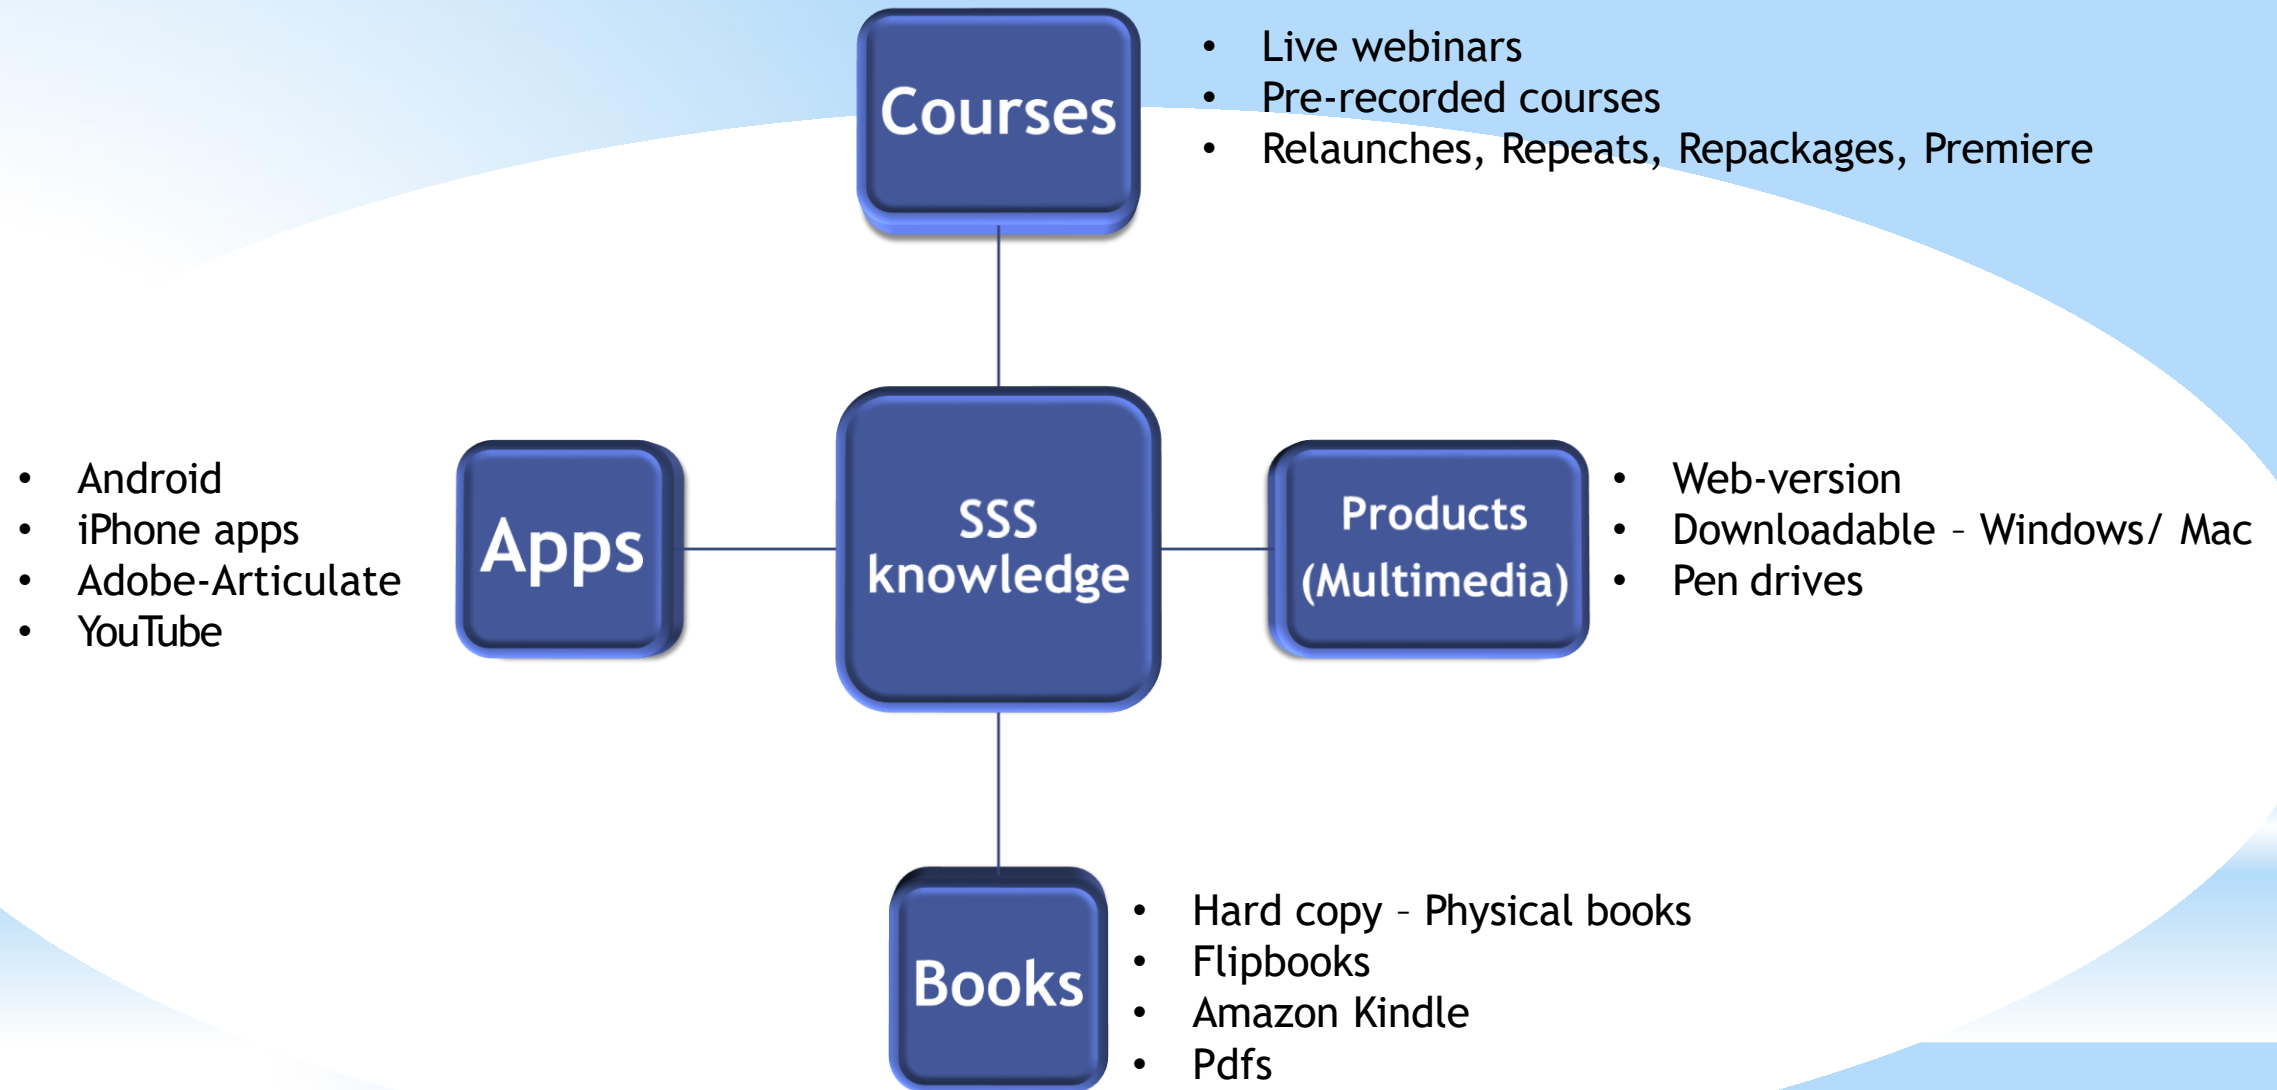 Courses
• Live webinars
• Pre-recorded courses
• Relaunches, Repeats, Repackages, Premiere
• Android
• iPhone apps
• Adobe-Articulate
• YouTube
Apps
SSS
knowledge
Products
(Multimedia)
• Web-version
• Downloadable – Windows/ Mac
• Pen drives
Books
• Hard copy – Physical books
• Flipbooks
• Amazon Kindle
• Pdfs